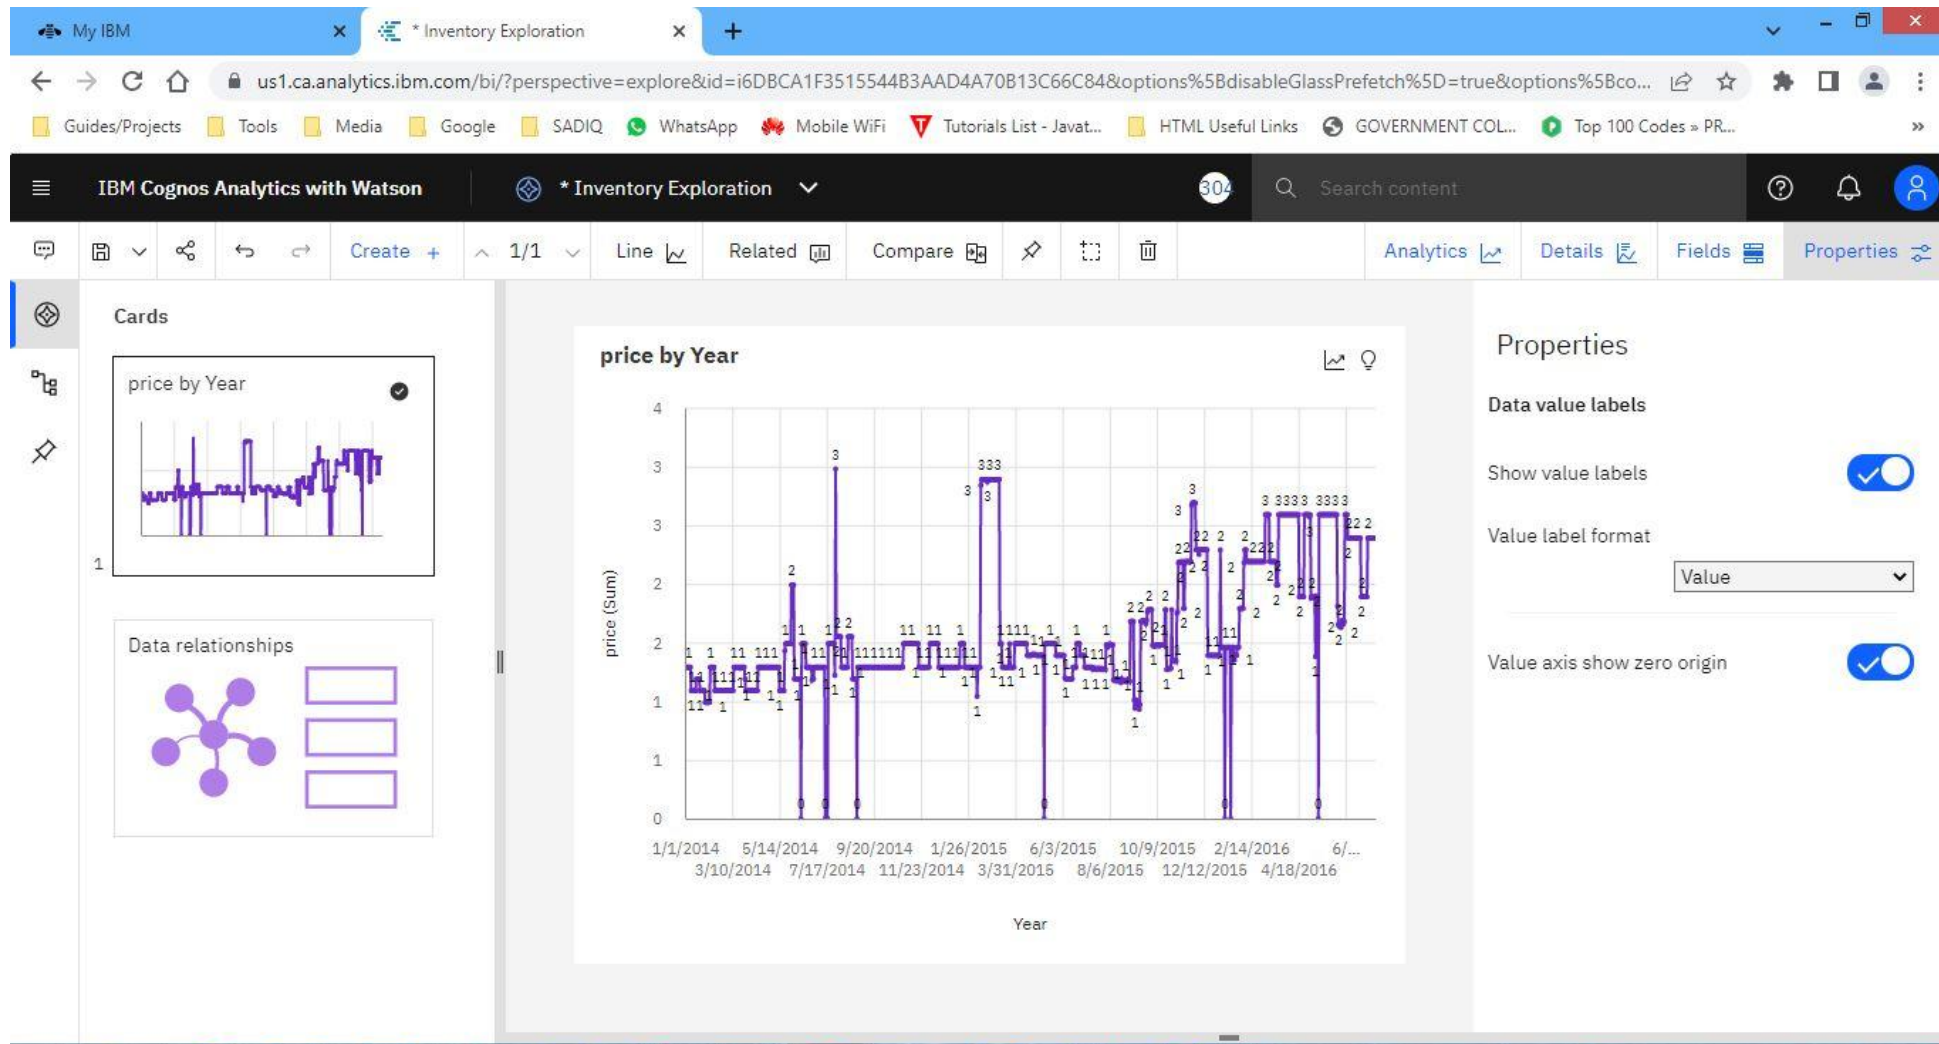 My IBM
* Inventory Exploration
us1.ca.analytics.ibm.com/bi/?perspective=explore&id=i6DBCA1F3515544B3AAD4A70B13C66C84&options%5BdisableGlassPrefetch%5D=true&options%5Bco...
Guides/Projects Tools Media Google SADIQ WhatsApp Mobile WiFi Tutorials List - Javat... HTML Useful Links GOVERNMENT COL... Top 100 Codes » PR... »
IBM Cognos Analytics with Watson
* Inventory Exploration
304
Search content
Create + 1/1 Line Related Compare Analytics Details Fields Properties
Cards
price by Year
1
Data relationships
price by Year
4
3
3
2
2
1
1
0
price (Sum)
1/1/2014 5/14/2014 9/20/2014 1/26/2015 6/3/2015 10/9/2015 2/14/2016 6/...
3/10/2014 7/17/2014 11/23/2014 3/31/2015 8/6/2015 12/12/2015 4/18/2016
Year
Properties
Data value labels
Show value labels
Value label format
Value
Value axis show zero origin